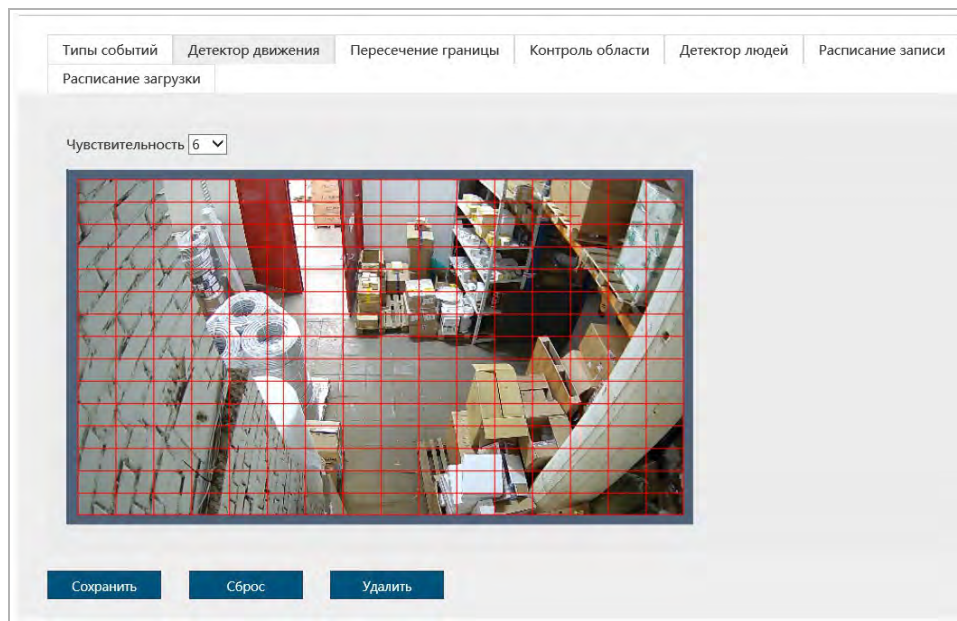 Типы событий Детектор движения Пересечение границы Контроль области Детектор людей Расписание записи
Расписание загрузки
Чувствительность 6
Сохранить Сброс Удалить